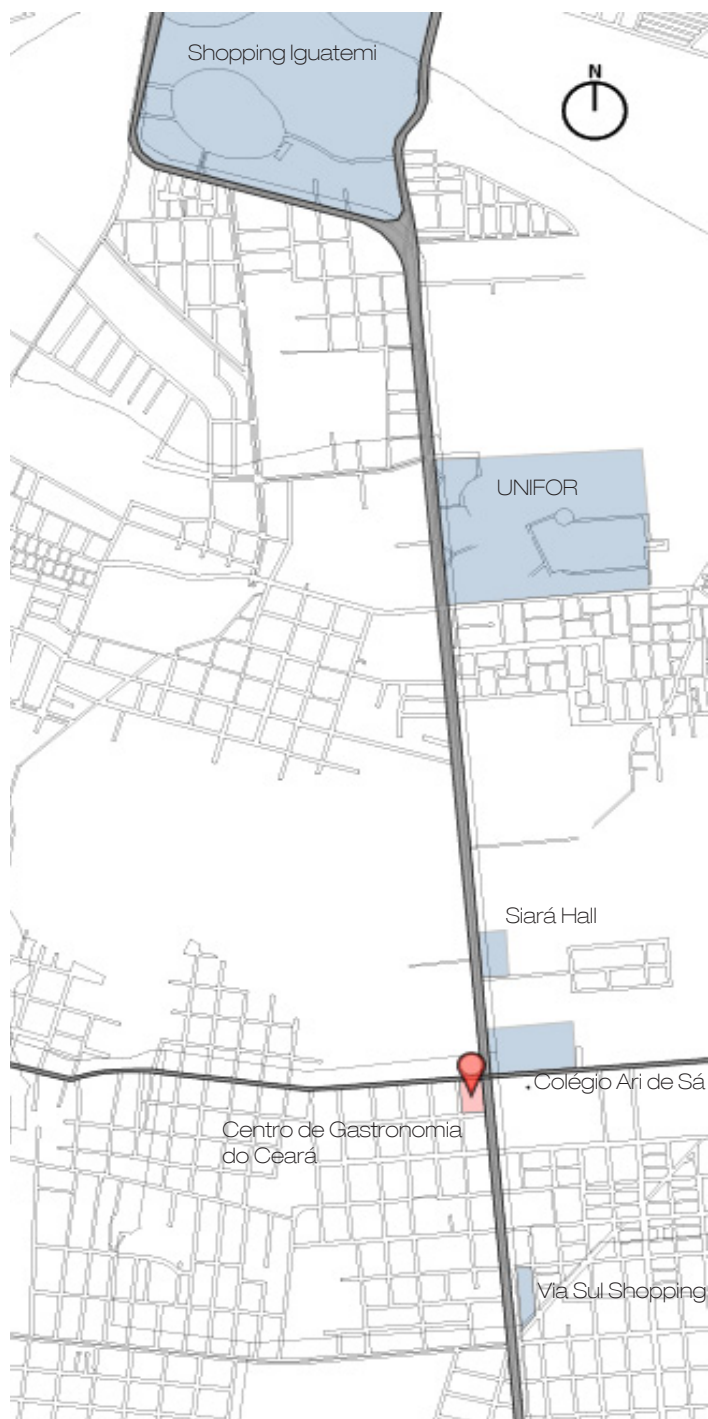 Shopping Iguatemi
N
UNIFOR
Siará Hall
Colégio Ari de Sá
Centro de Gastronomia
do Ceará
Via Sul Shopping